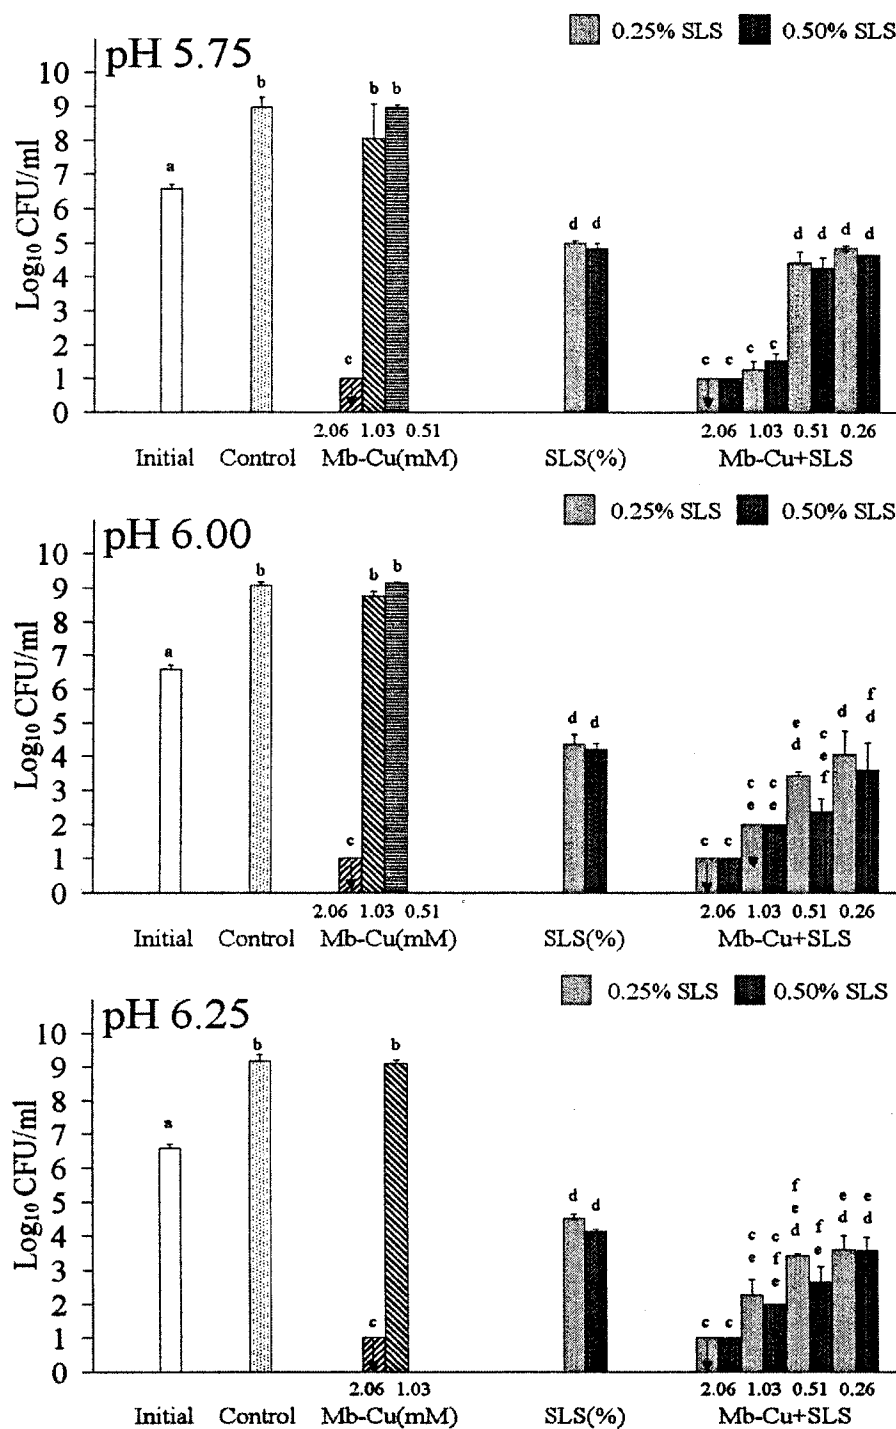 0.25% SLS 0.50% SLS
pH 5.75
Log10 CFU/ml
10
9
8
7
6
5
4
3
2
1
0
a
b
c
b b
d d
c c c c d d d d
2.06 1.03 0.51
2.06 1.03 0.51 0.26
Initial Control Mb-Cu(mM) SLS(%) Mb-Cu+SLS
0.25% SLS 0.50% SLS
pH 6.00
Log10 CFU/ml
10
9
8
7
6
5
4
3
2
1
0
a
b
c
b b
d d
c c
c
e
c
e
e
d
c
e
f
d
f
d
2.06 1.03 0.51
2.06 1.03 0.51 0.26
Initial Control Mb-Cu(mM) SLS(%) Mb-Cu+SLS
0.25% SLS 0.50% SLS
pH 6.25
Log10 CFU/ml
10
9
8
7
6
5
4
3
2
1
0
a
b
c
b
d d
c c
c
e
c
f
e
f
e
d
f
e
e
d
e
d
2.06 1.03
2.06 1.03 0.51 0.26
Initial Control Mb-Cu(mM) SLS(%) Mb-Cu+SLS